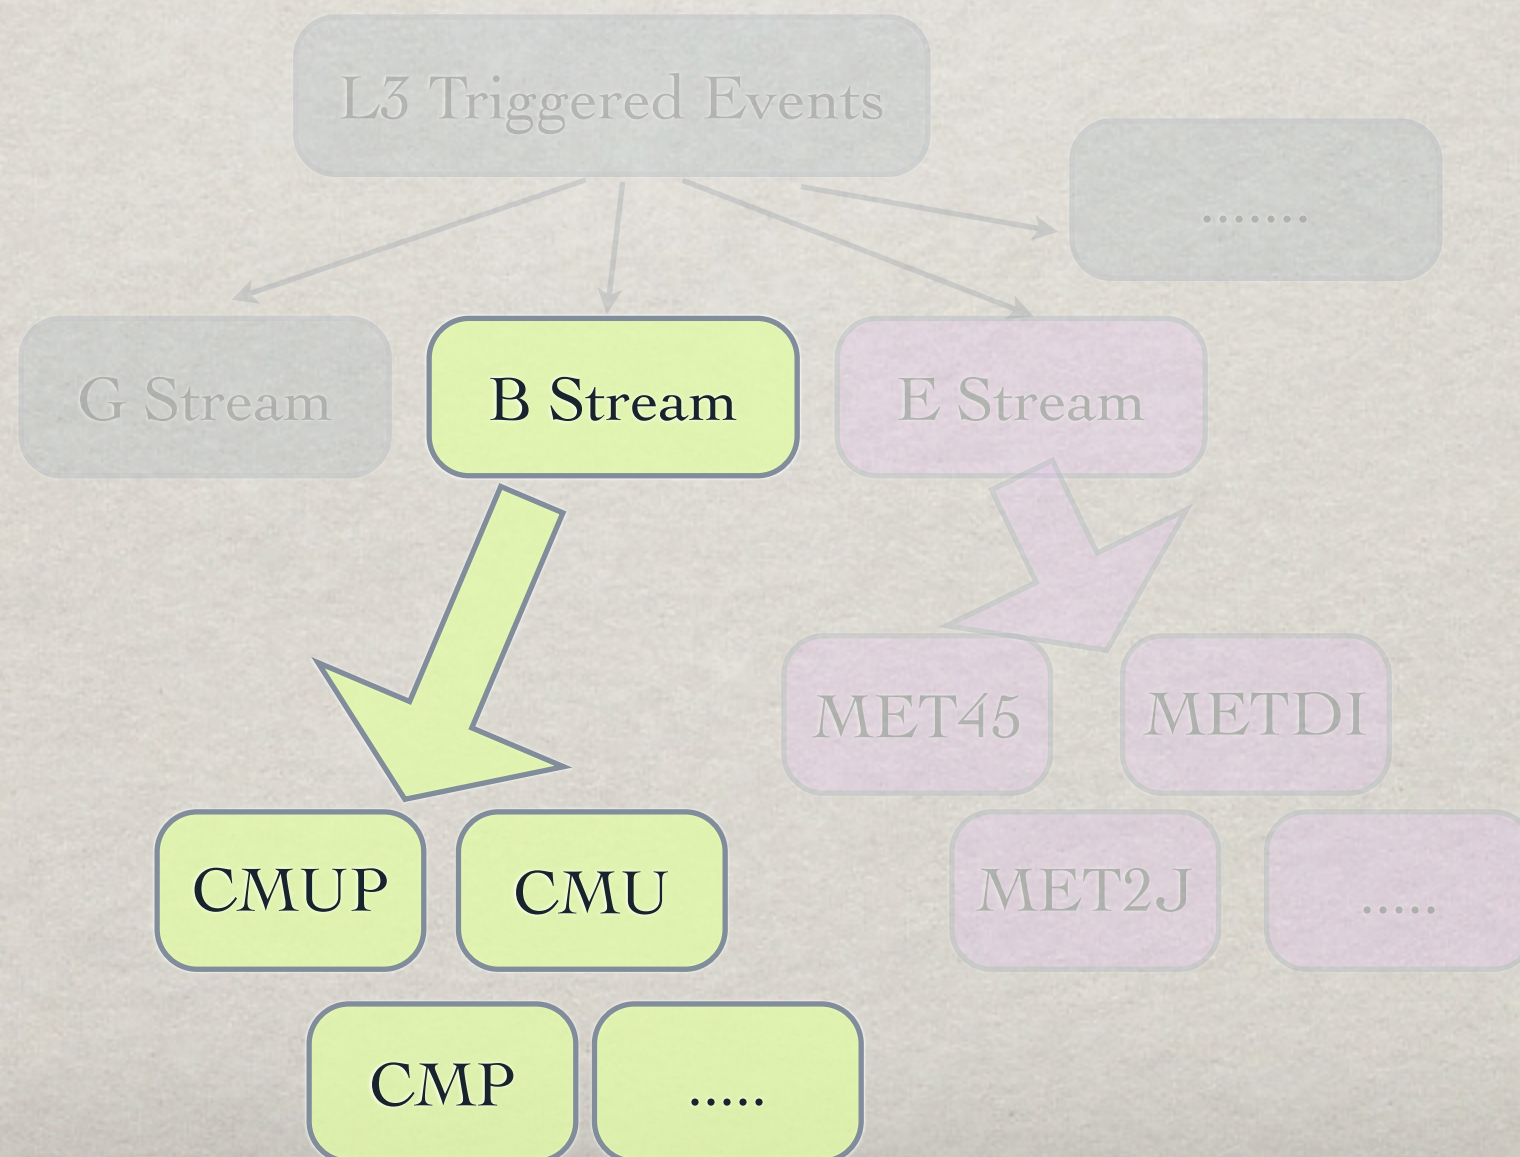 L3 Triggered Events
.......
G Stream
B Stream
E Stream
MET45
METDI
CMUP
CMU
MET2J
.....
CMP
.....